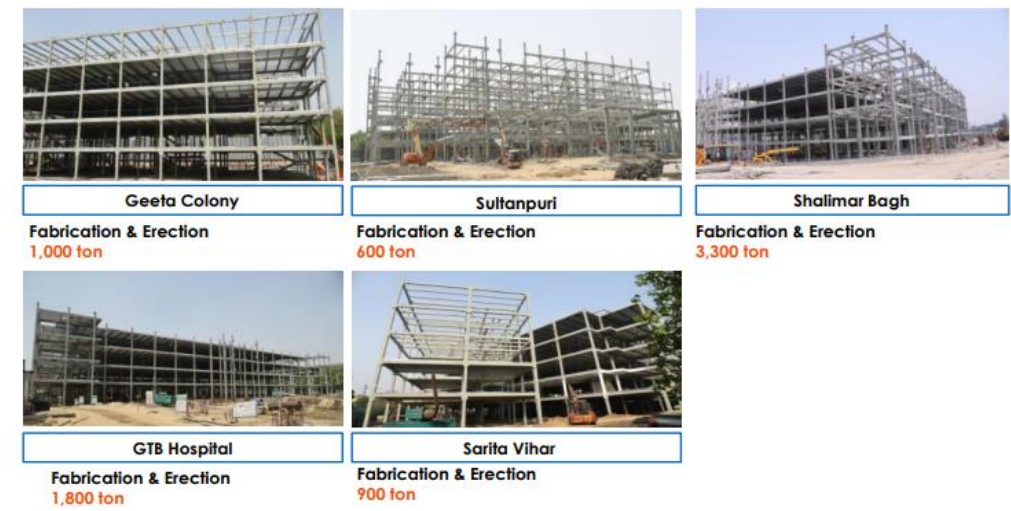 Geeta Colony
Sultanpuri
Shalimar Bagh
Fabrication & Erection
1,000 ton
Fabrication & Erection
600 ton
Fabrication & Erection
3,300 ton
GTB Hospital
Sarita Vihar
Fabrication & Erection
1,800 ton
Fabrication & Erection
900 ton